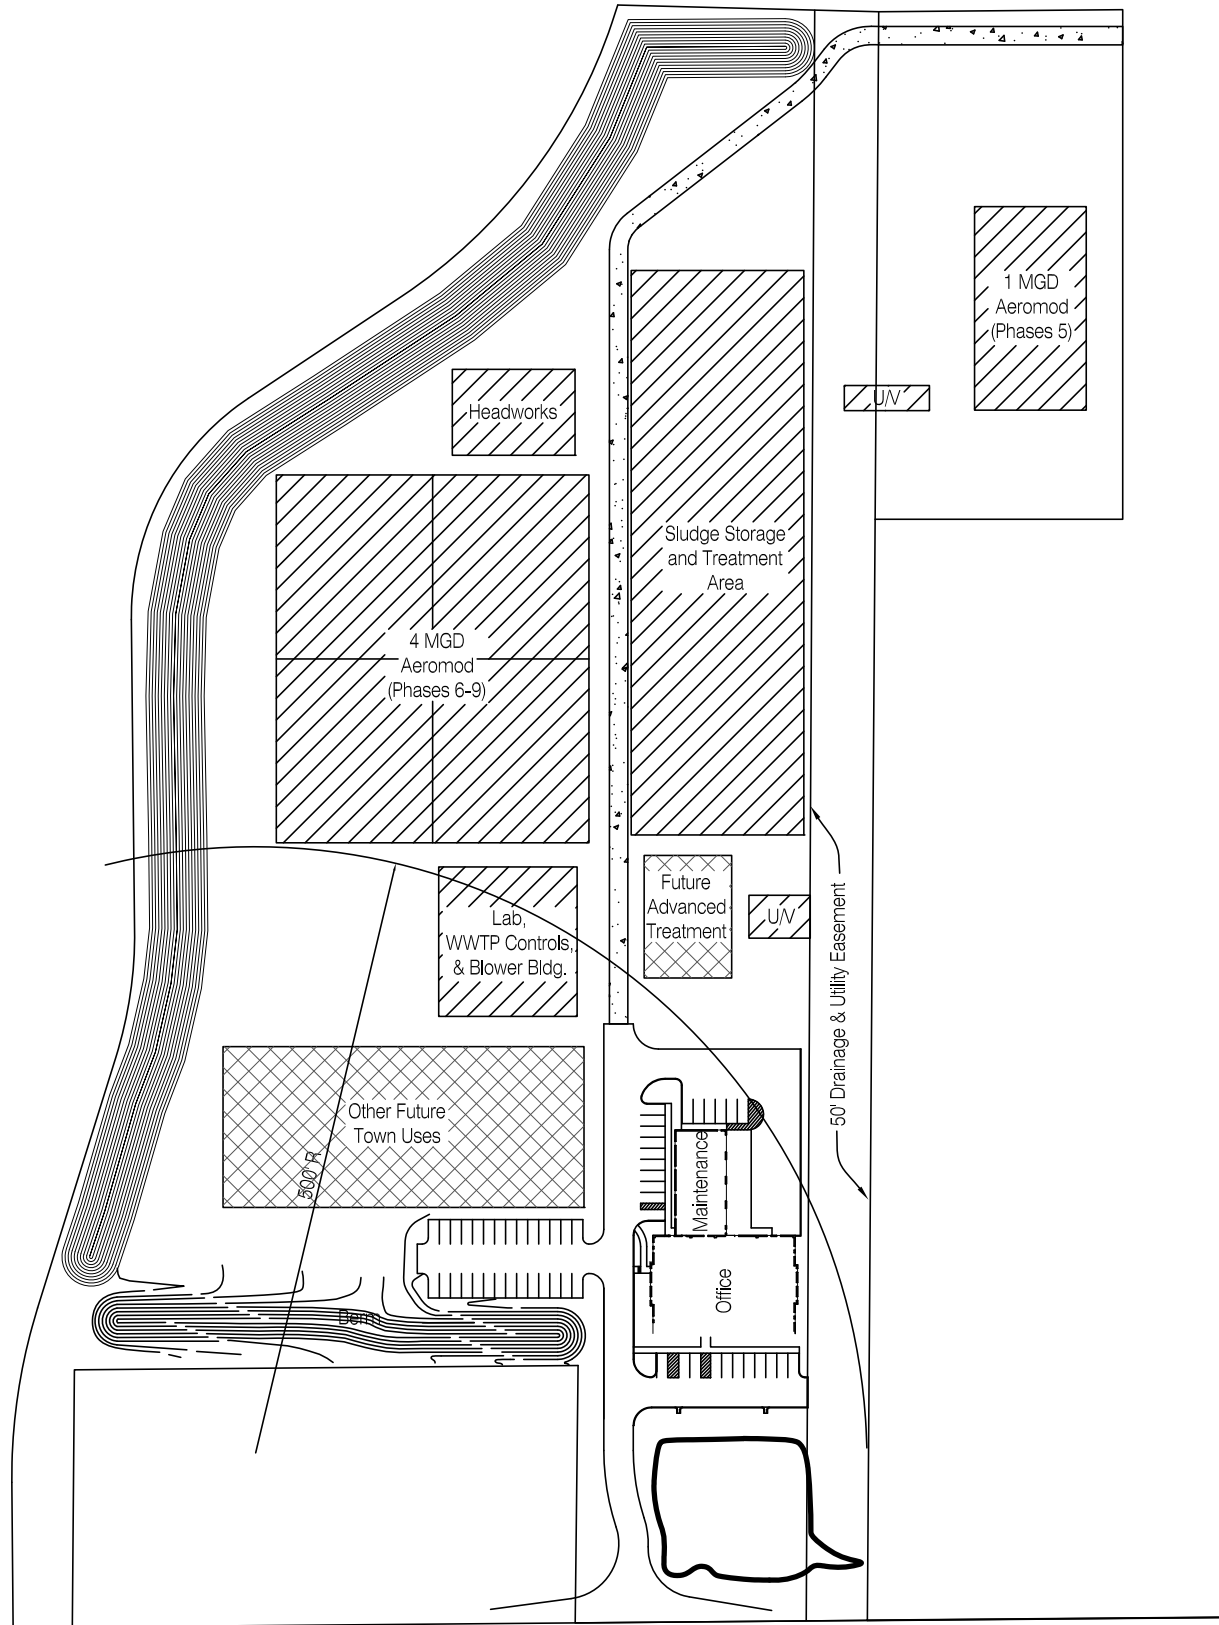 1 MGD
Aeromod
(Phases 5)
U/V
Headworks
Sludge Storage
and Treatment
Area
4 MGD
Aeromod
(Phases 6-9)
Future
Advanced
Treatment
U/V
Lab,
WWTP Controls,
& Blower Bldg.
50' Drainage & Utility Easement
Other Future
Town Uses
500' R
Maintenance
Office
Berm